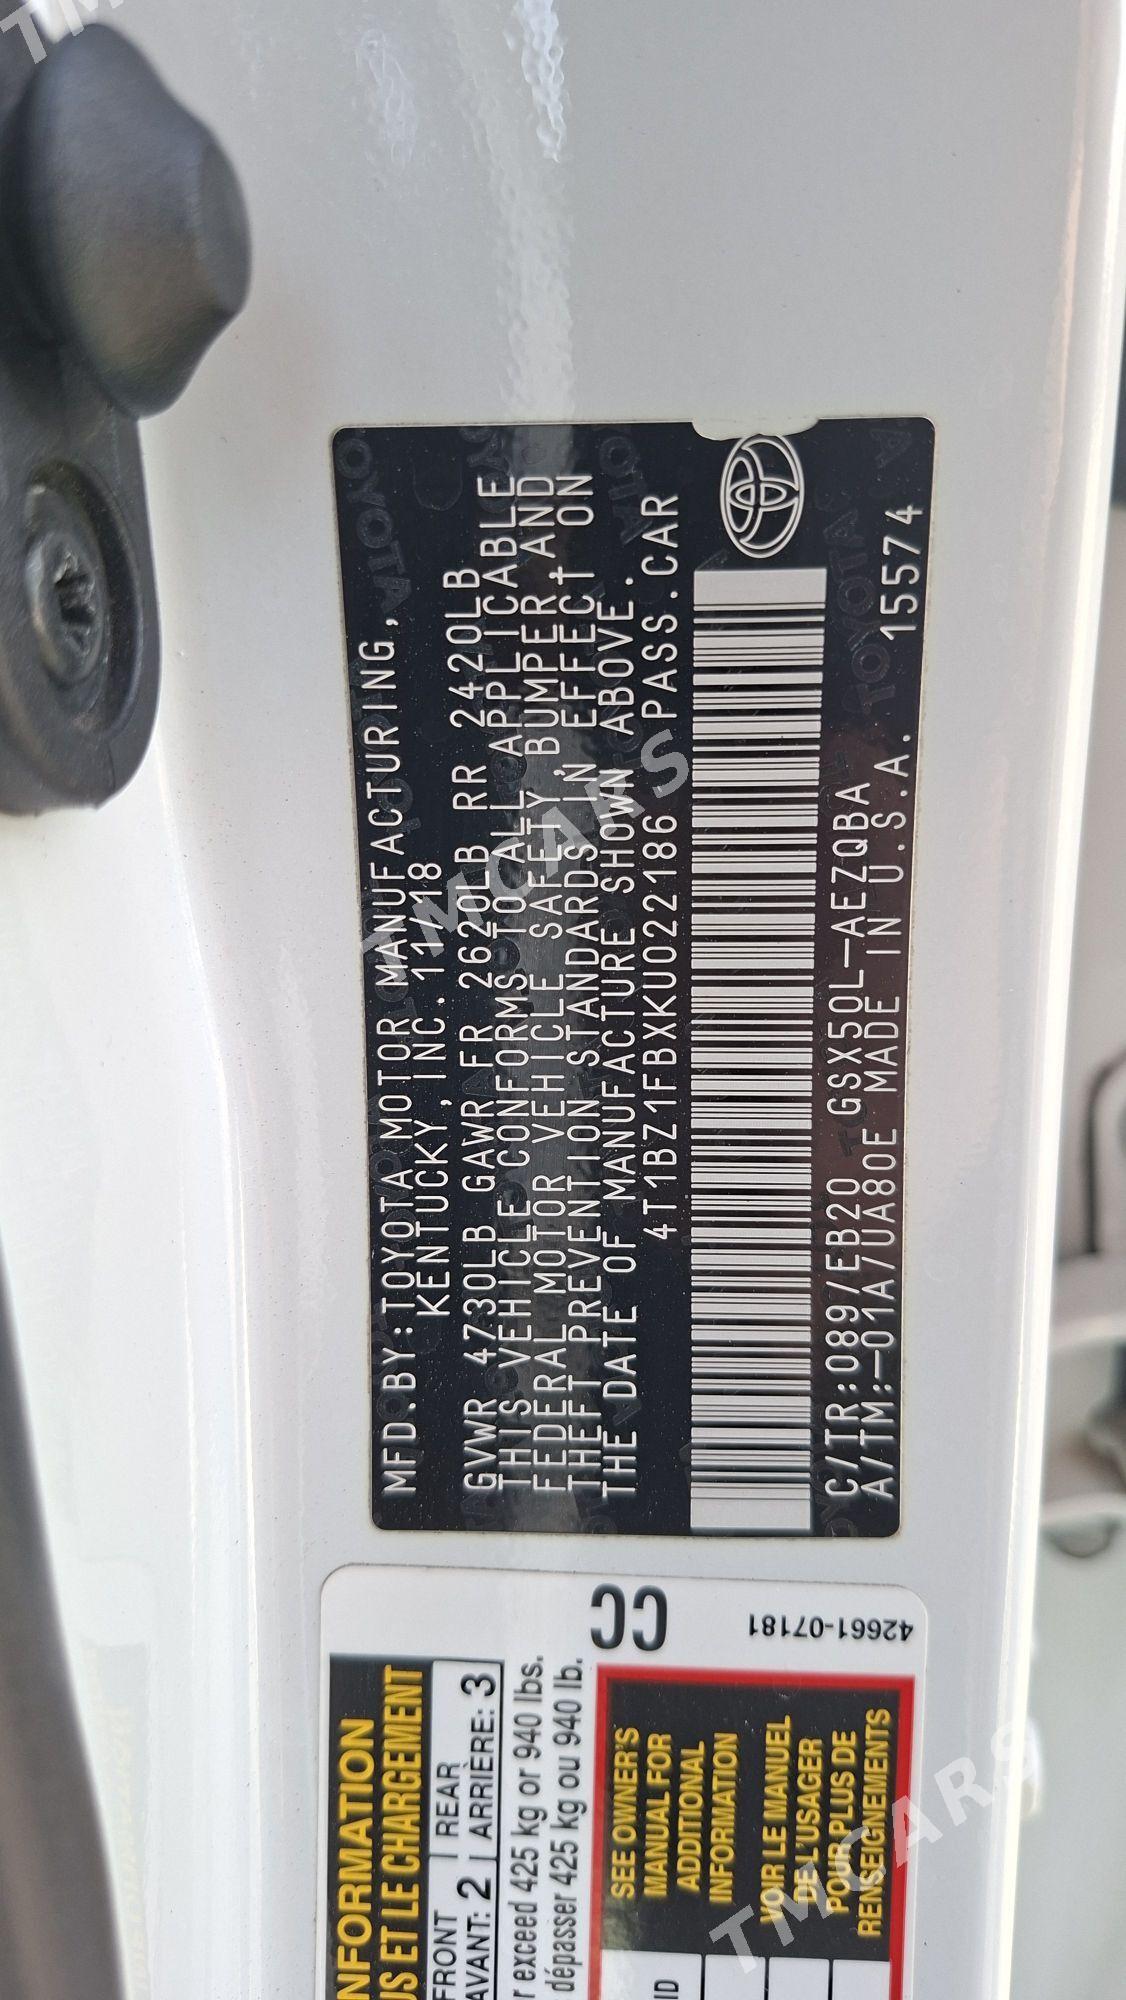 MFD.BY:TOYOTA MOTOR MANUFACTURING,
KENTUCKY,INC.11/18
GVWR 4730LB GAWR FR 2620LB RR 2420LB
THIS VEHICLE CONFORMS TO ALL APPLICABLE
FEDERAL MOTOR VEHICLE SAFETY,BUMPER,AND
THEFT PREVENTION STANDARDS IN EFFECT ON
THE DATE OF MANUFACTURE SHOWN ABOVE.
4T1BZ1FBXKU022186 PASS.CAR
C/TR:089/EB20 GSX50L-AEZQBA
A/TM:-01A/UA80E MADE IN U.S.A. 15574
NFORMATION
US ET LE CHARGEMENT
FRONT REAR
AVANT: 2 ARRIÈRE: 3
r exceed 425 kg or 940 lbs.
dépasser 425 kg ou 940 lb.
CC
42661-07181
SEE OWNER'S
MANUAL FOR
ADDITIONAL
INFORMATION
VOIR LE MANUEL
DE L'USAGER
POUR PLUS DE
RENSEIGNEMENTS
TMCARS
TMCARS